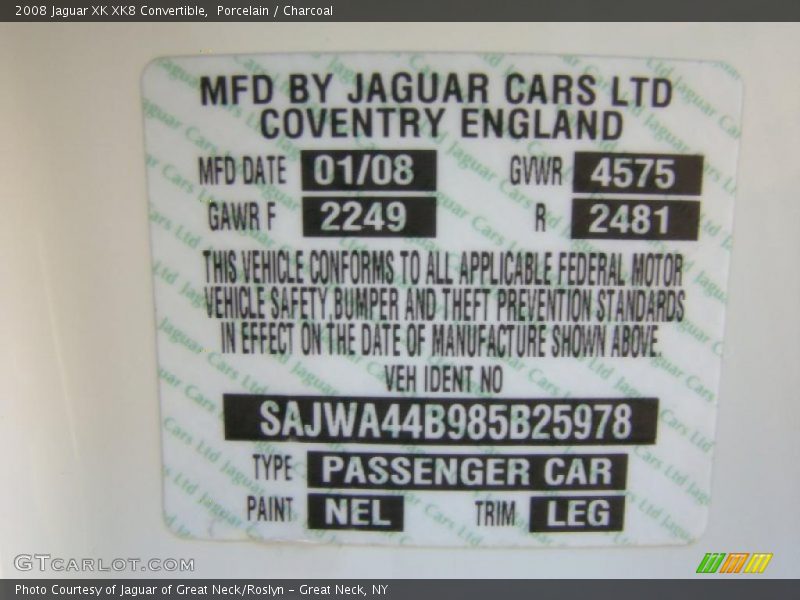 2008 Jaguar XK XK8 Convertible,  Porcelain / Charcoal
MFD BY JAGUAR CARS LTD
COVENTRY ENGLAND
MFD DATE 01/08 GVWR 4575
GAWR F 2249 R 2481
THIS VEHICLE CONFORMS TO ALL APPLICABLE FEDERAL MOTOR
VEHICLE SAFETY, BUMPER AND THEFT PREVENTION STANDARDS
IN EFFECT ON THE DATE OF MANUFACTURE SHOWN ABOVE.
VEH IDENT NO
SAJWA44B985B25978
TYPE PASSENGER CAR
PAINT NEL TRIM LEG
GTCARLOT.COM
Photo Courtesy of Jaguar of Great Neck/Roslyn - Great Neck, NY